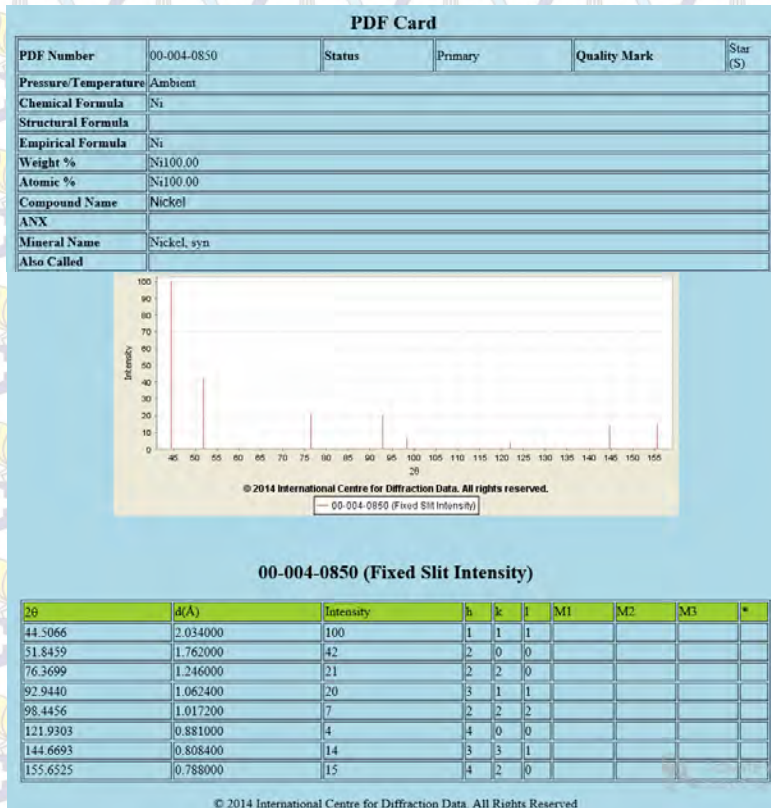 PDF Card
PDF Number 00-004-0850 Status Primary Quality Mark Star (S)
Pressure/Temperature Ambient
Chemical Formula Ni
Structural Formula
Empirical Formula Ni
Weight % Ni100.00
Atomic % Ni100.00
Compound Name Nickel
ANX
Mineral Name Nickel, syn
Also Called
100
90
80
70
60
50
40
30
20
10
0
Intensity
45 50 55 60 65 70 75 80 85 90 95 100 105 110 115 120 125 130 135 140 145 150 155
2θ
© 2014 International Centre for Diffraction Data. All rights reserved.
00-004-0850 (Fixed Slit Intensity)
00-004-0850 (Fixed Slit Intensity)
2θ d(Å) Intensity h k l M1 M2 M3 *
44.5066 2.034000 100 1 1 1
51.8459 1.762000 42 2 0 0
76.3699 1.246000 21 2 2 0
92.9440 1.062400 20 3 1 1
98.4456 1.017200 7 2 2 2
121.9303 0.881000 4 4 0 0
144.6693 0.808400 14 3 3 1
155.6525 0.788000 15 4 2 0
© 2014 International Centre for Diffraction Data. All Rights Reserved